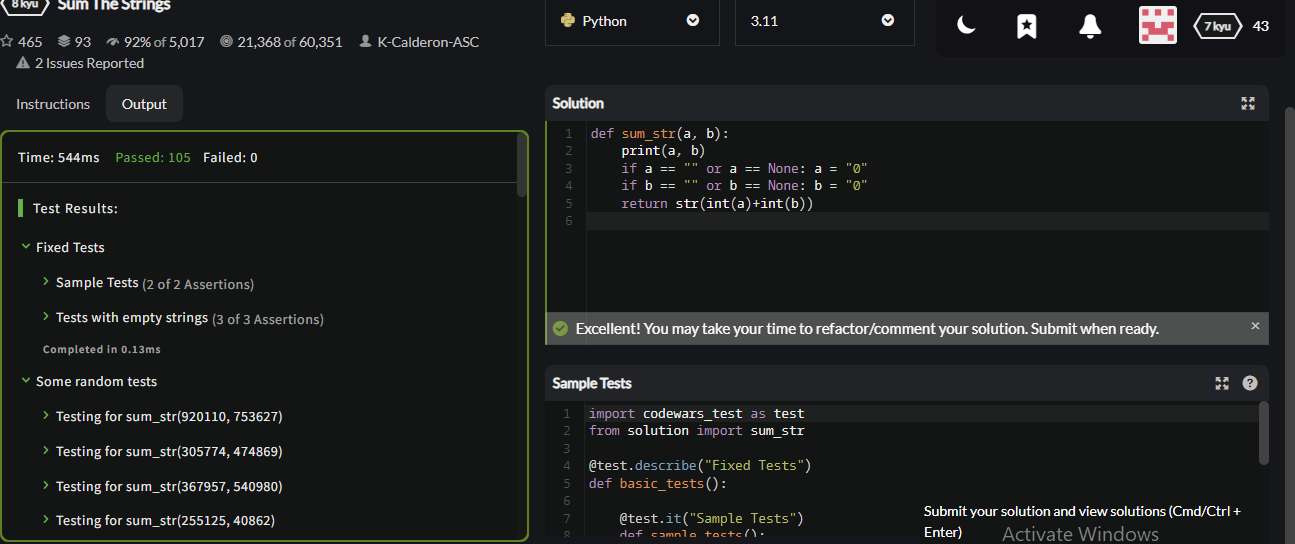 8 kyu Sum The Strings
465 93 92% of 5,017 21,368 of 60,351 K-Calderon-ASC
2 Issues Reported
Python
3.11
7 kyu 43
Instructions Output
Time: 544ms Passed: 105 Failed: 0
Test Results:
Fixed Tests
Sample Tests (2 of 2 Assertions)
Tests with empty strings (3 of 3 Assertions)
Completed in 0.13ms
Some random tests
Testing for sum_str(920110, 753627)
Testing for sum_str(305774, 474869)
Testing for sum_str(367957, 540980)
Testing for sum_str(255125, 40862)
Solution
1 def sum_str(a, b):
2     print(a, b)
3     if a == "" or a == None: a = "0"
4     if b == "" or b == None: b = "0"
5     return str(int(a)+int(b))
6
Excellent! You may take your time to refactor/comment your solution. Submit when ready.
Sample Tests
1 import codewars_test as test
2 from solution import sum_str
3
4 @test.describe("Fixed Tests")
5 def basic_tests():
6
7     @test.it("Sample Tests")
8     def sample_tests():
Submit your solution and view solutions (Cmd/Ctrl +
Enter)
Activate Windows